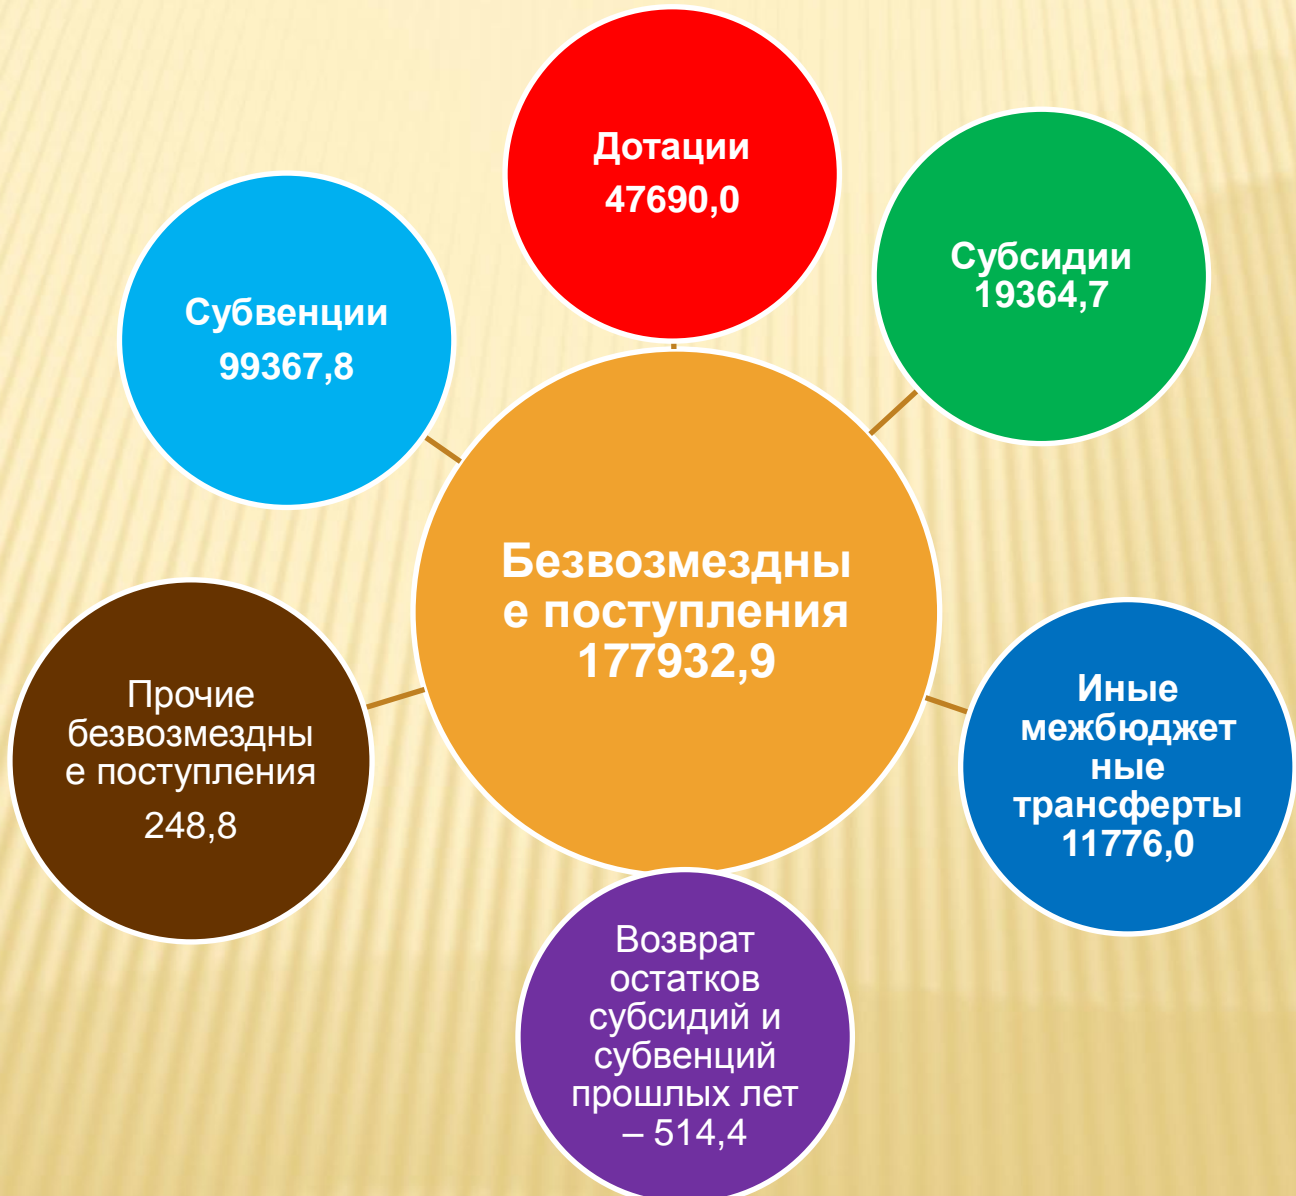 Дотации
47690,0
Субсидии
19364,7
Субвенции
99367,8
Безвозмездны
е поступления
177932,9
Иные
межбюджет
ные
трансферты
11776,0
Прочие
безвозмездны
е поступления
248,8
Возврат
остатков
субсидий и
субвенций
прошлых лет
– 514,4